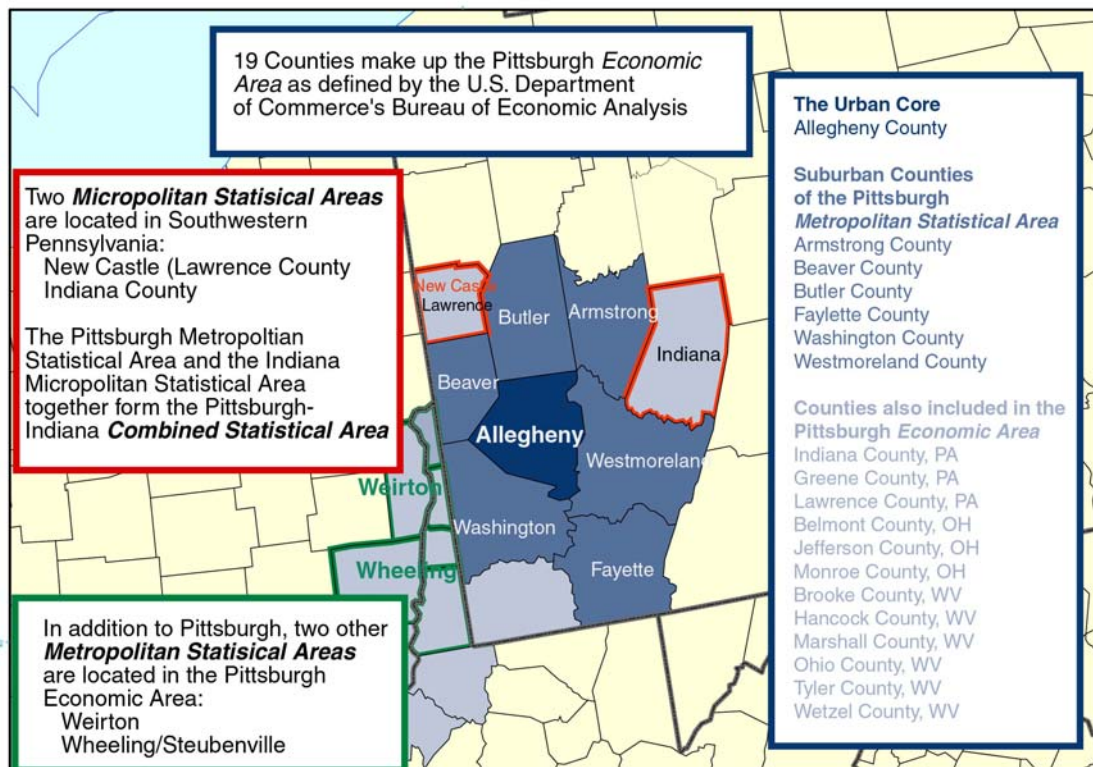 19 Counties make up the Pittsburgh Economic
Area as defined by the U.S. Department
of Commerce's Bureau of Economic Analysis
Two Micropolitan Statisical Areas
are located in Southwestern
Pennsylvania:
New Castle (Lawrence County
Indiana County
The Pittsburgh Metropoltian
Statistical Area and the Indiana
Micropolitan Statistical Area
together form the Pittsburgh-
Indiana Combined Statistical Area
In addition to Pittsburgh, two other
Metropolitan Statisical Areas
are located in the Pittsburgh
Economic Area:
Weirton
Wheeling/Steubenville
New Castle
Lawrence
Butler
Armstrong
Indiana
Beaver
Allegheny
Westmoreland
Weirton
Washington
Wheeling
Fayette
The Urban Core
Allegheny County
Suburban Counties
of the Pittsburgh
Metropolitan Statistical Area
Armstrong County
Beaver County
Butler County
Faylette County
Washington County
Westmoreland County
Counties also included in the
Pittsburgh Economic Area
Indiana County, PA
Greene County, PA
Lawrence County, PA
Belmont County, OH
Jefferson County, OH
Monroe County, OH
Brooke County, WV
Hancock County, WV
Marshall County, WV
Ohio County, WV
Tyler County, WV
Wetzel County, WV